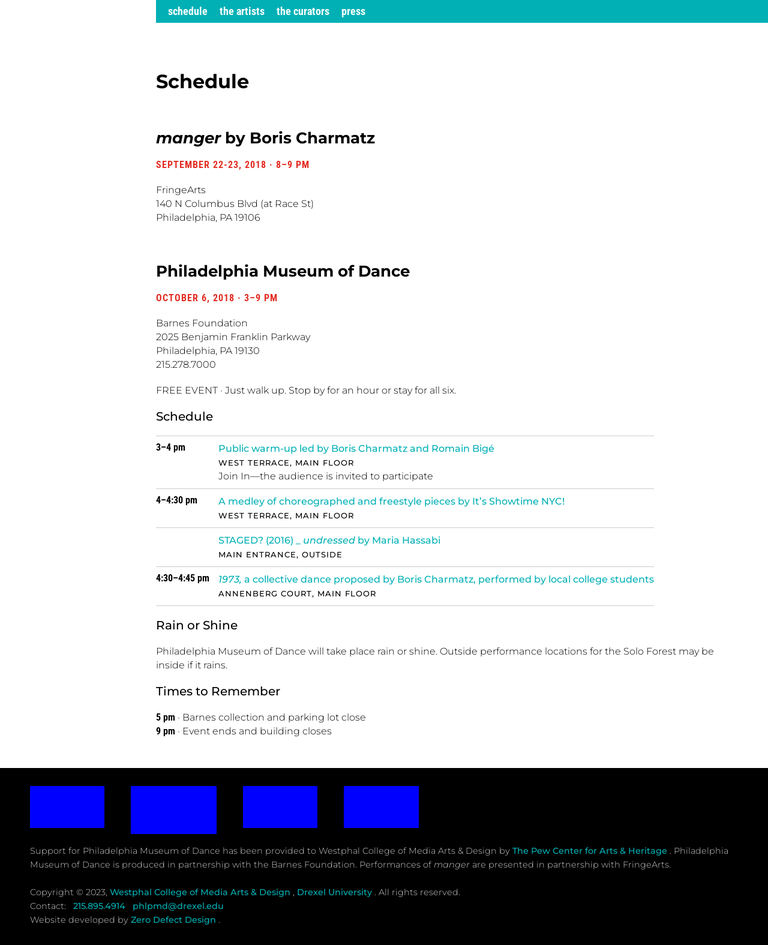 schedule the artists the curators press
Schedule
manger by Boris Charmatz
SEPTEMBER 22-23, 2018 · 8–9 PM
FringeArts
140 N Columbus Blvd (at Race St)
Philadelphia, PA 19106
Philadelphia Museum of Dance
OCTOBER 6, 2018 · 3–9 PM
Barnes Foundation
2025 Benjamin Franklin Parkway
Philadelphia, PA 19130
215.278.7000
FREE EVENT · Just walk up. Stop by for an hour or stay for all six.
Schedule
3–4 pm Public warm-up led by Boris Charmatz and Romain Bigé
WEST TERRACE, MAIN FLOOR
Join In—the audience is invited to participate
4–4:30 pm A medley of choreographed and freestyle pieces by It's Showtime NYC!
WEST TERRACE, MAIN FLOOR
STAGED? (2016) _ undressed by Maria Hassabi
MAIN ENTRANCE, OUTSIDE
4:30–4:45 pm 1973, a collective dance proposed by Boris Charmatz, performed by local college students
ANNENBERG COURT, MAIN FLOOR
Rain or Shine
Philadelphia Museum of Dance will take place rain or shine. Outside performance locations for the Solo Forest may be
inside if it rains.
Times to Remember
5 pm · Barnes collection and parking lot close
9 pm · Event ends and building closes
Support for Philadelphia Museum of Dance has been provided to Westphal College of Media Arts & Design by The Pew Center for Arts & Heritage . Philadelphia
Museum of Dance is produced in partnership with the Barnes Foundation. Performances of manger are presented in partnership with FringeArts.
Copyright © 2023, Westphal College of Media Arts & Design , Drexel University . All rights reserved.
Contact: 215.895.4914 phlpmd@drexel.edu
Website developed by Zero Defect Design .